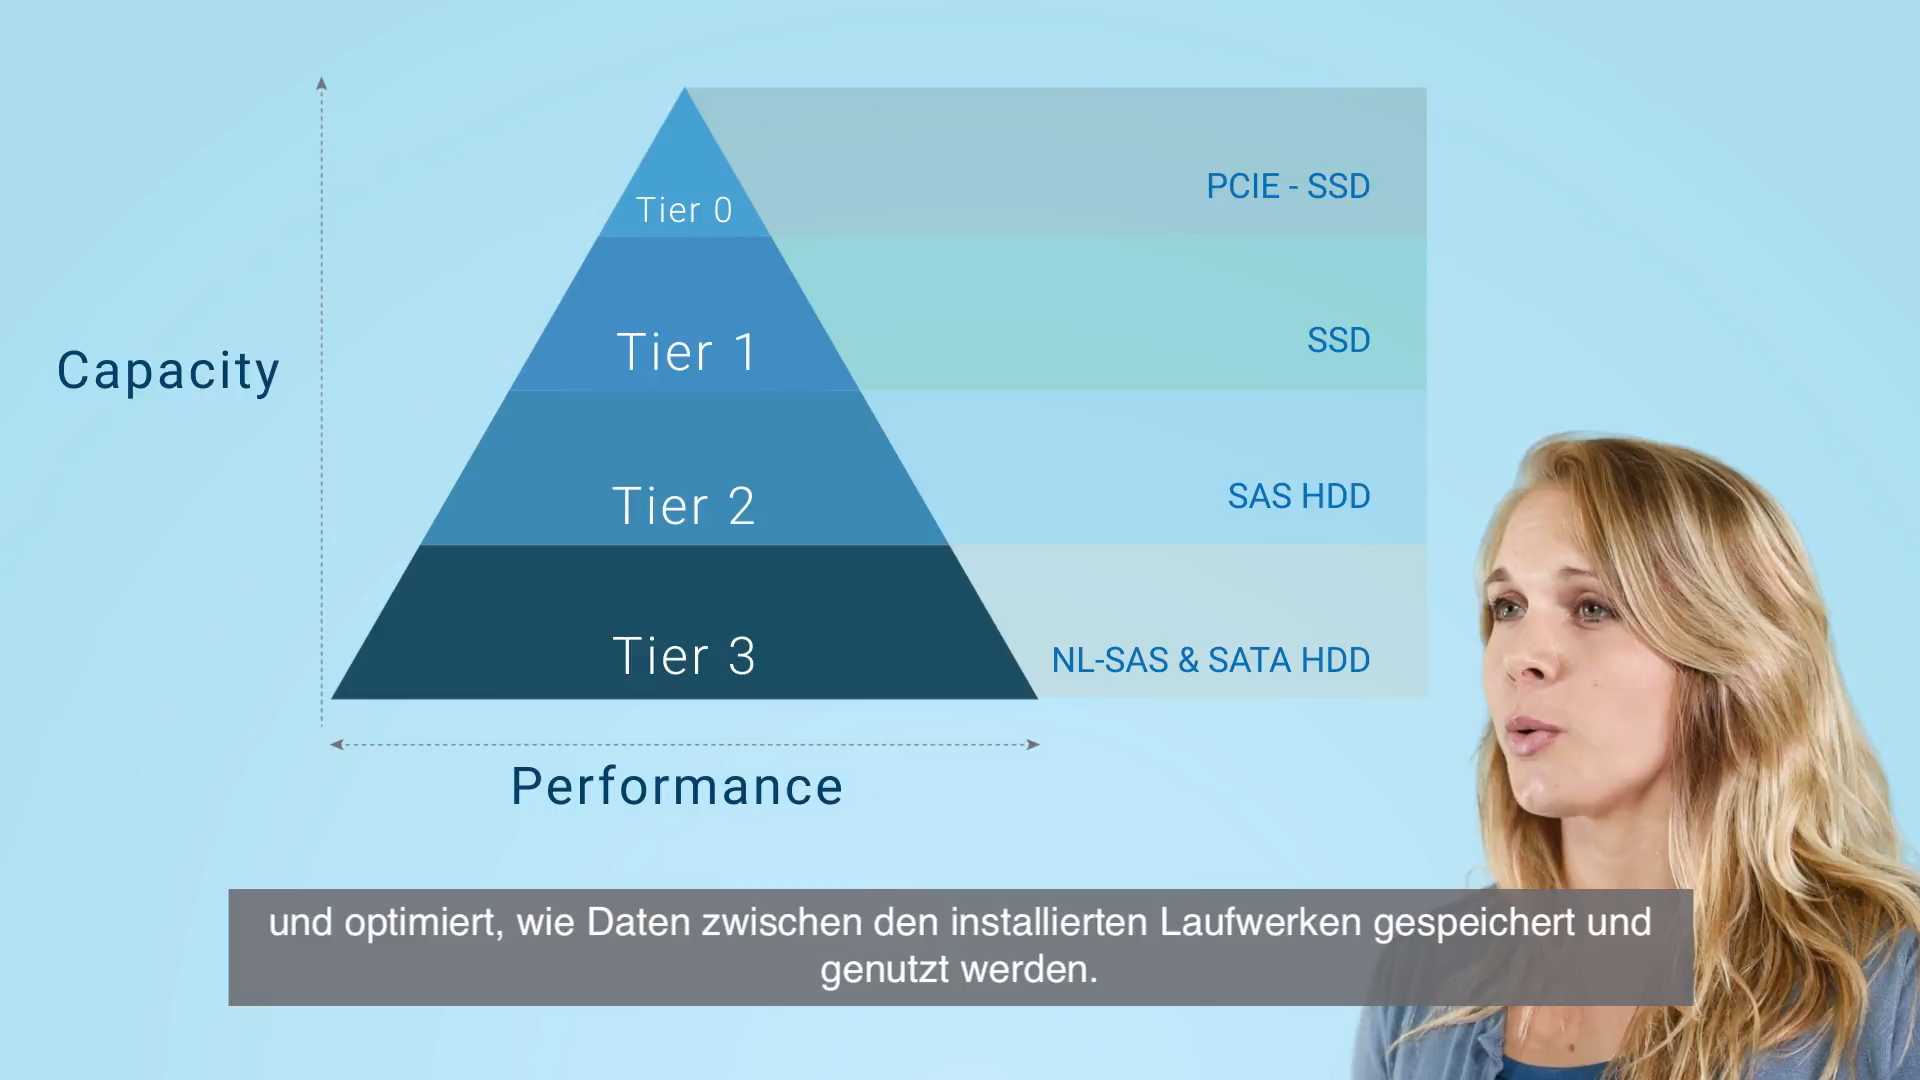 PCIE - SSD
Tier 0
SSD
Tier 1
Capacity
SAS HDD
Tier 2
NL-SAS & SATA HDD
Tier 3
Performance
und optimiert, wie Daten zwischen den installierten Laufwerken gespeichert und
genutzt werden.